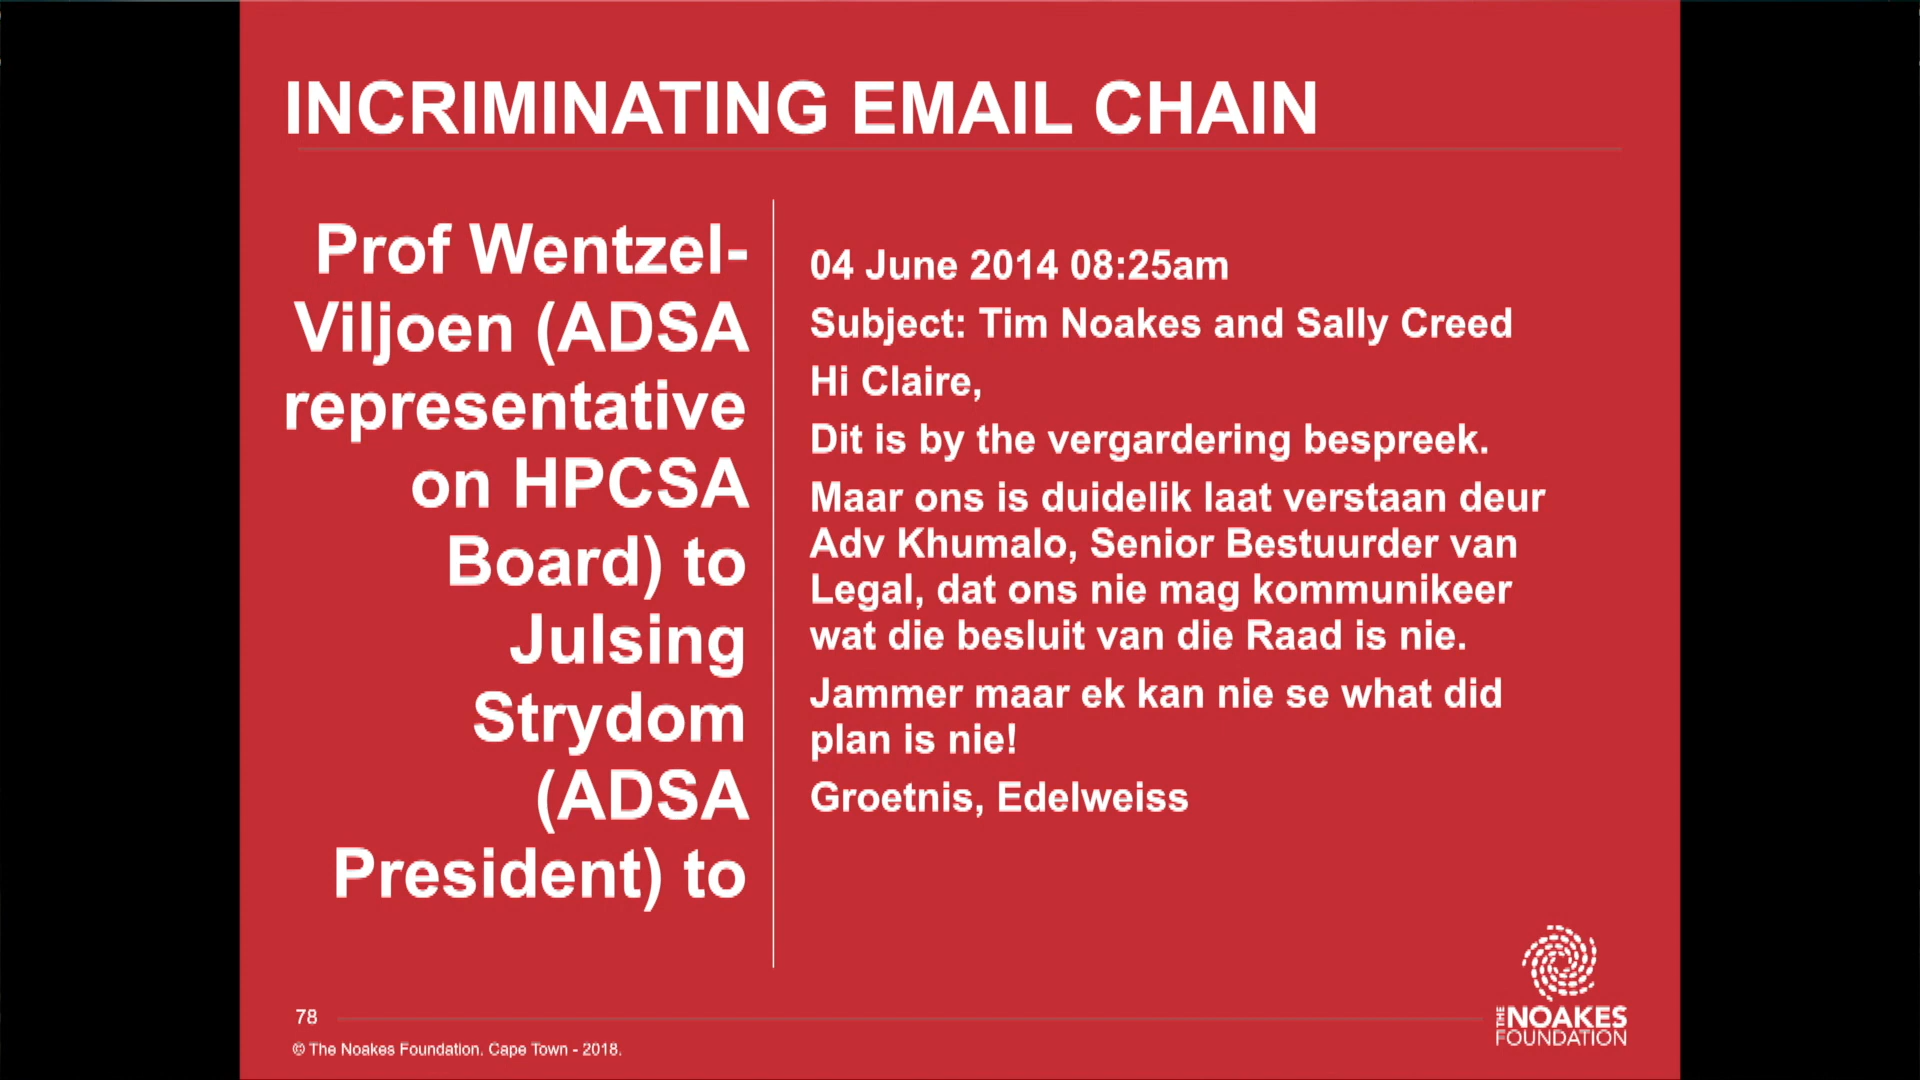 INCRIMINATING EMAIL CHAIN
Prof Wentzel-
Viljoen (ADSA
representative
on HPCSA
Board) to
Julsing
Strydom
(ADSA
President) to
04 June 2014 08:25am
Subject: Tim Noakes and Sally Creed
Hi Claire,
Dit is by the vergardering bespreek.
Maar ons is duidelik laat verstaan deur
Adv Khumalo, Senior Bestuurder van
Legal, dat ons nie mag kommunikeer
wat die besluit van die Raad is nie.
Jammer maar ek kan nie se what did
plan is nie!
Groetnis, Edelweiss
78
© The Noakes Foundation. Cape Town - 2018.
THE NOAKES
FOUNDATION